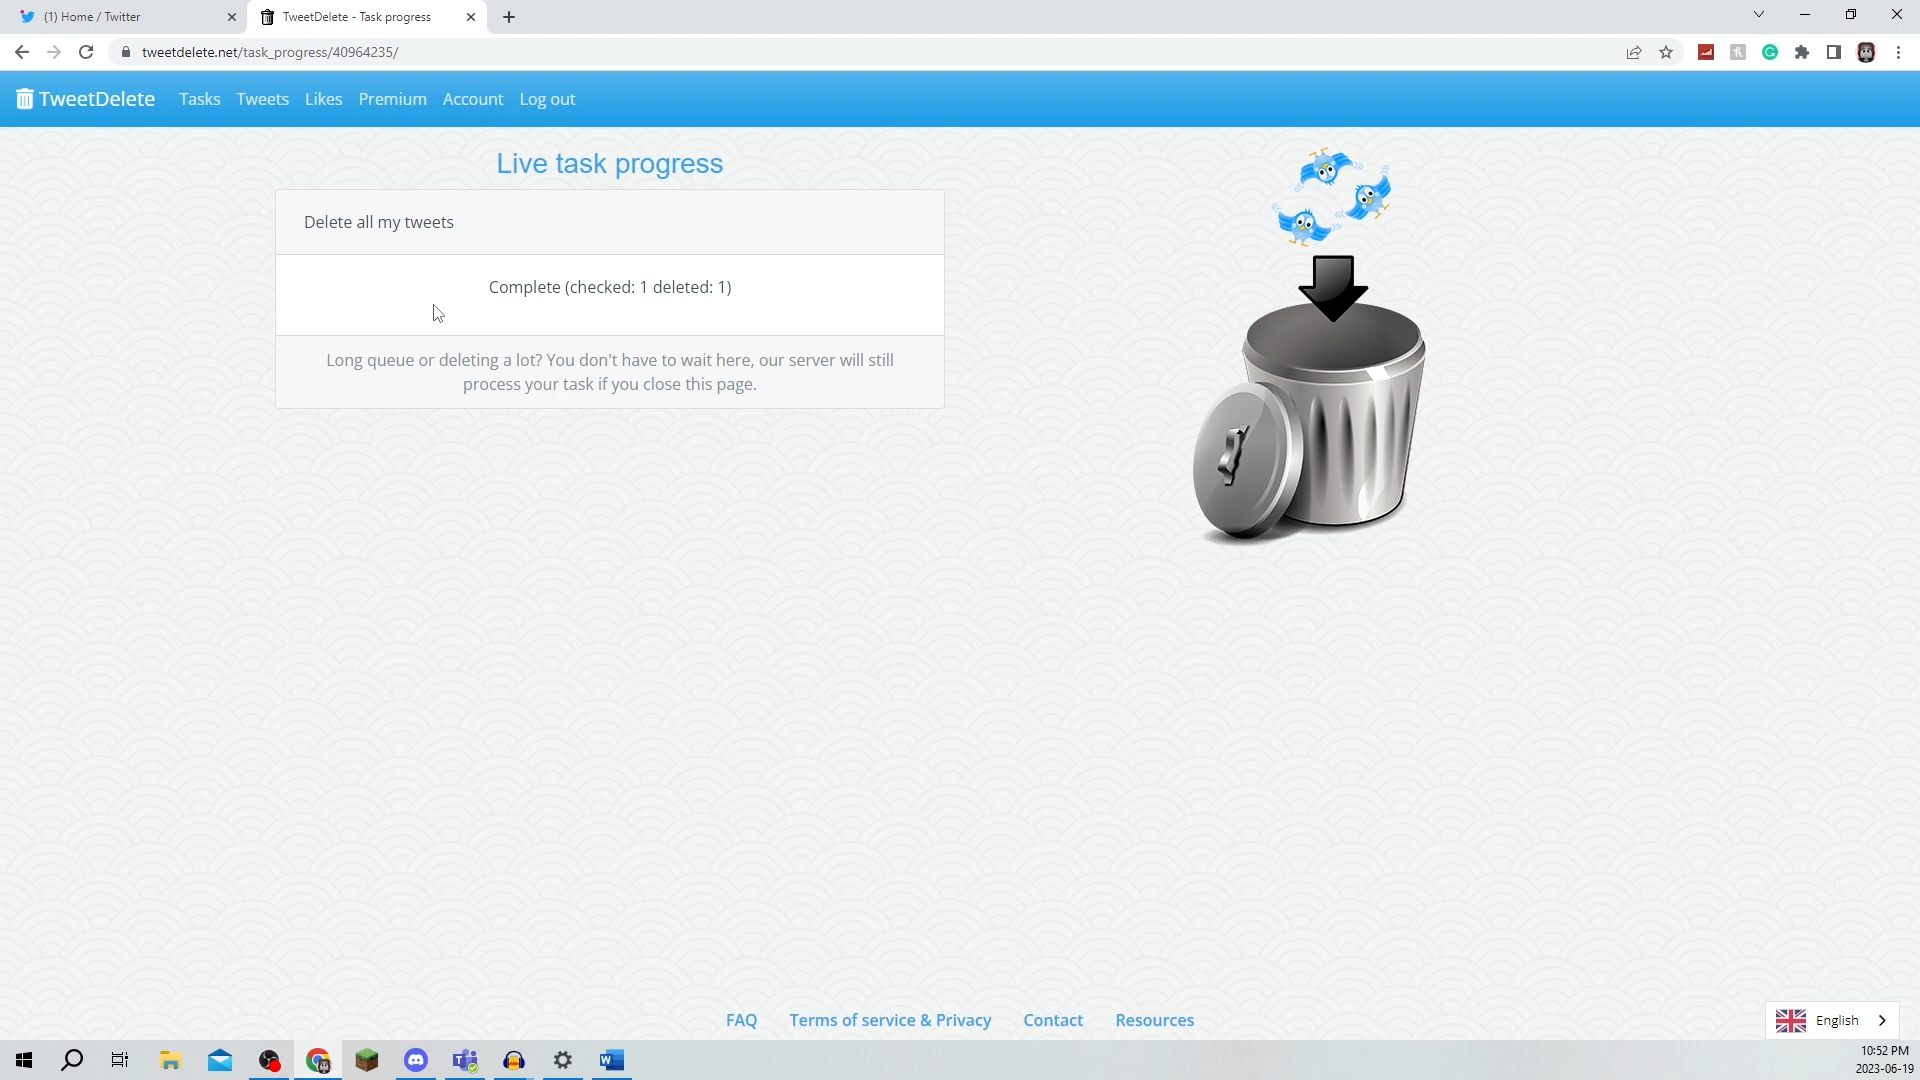 (1) Home / Twitter
TweetDelete - Task progress
tweetdelete.net/task_progress/40964235/
TweetDelete Tasks Tweets Likes Premium Account Log out
Live task progress
Delete all my tweets
Complete (checked: 1 deleted: 1)
Long queue or deleting a lot? You don't have to wait here, our server will still
process your task if you close this page.
FAQ Terms of service & Privacy Contact Resources
English
10:52 PM
2023-06-19